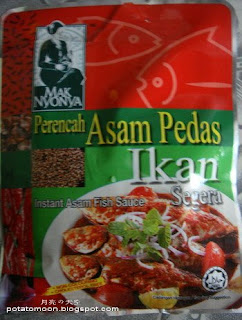 MAK
NYONYA
Perencah Asam Pedas
Ikan
Segera
Instant Asam Fish Sauce
potatomoon.blogspot.com